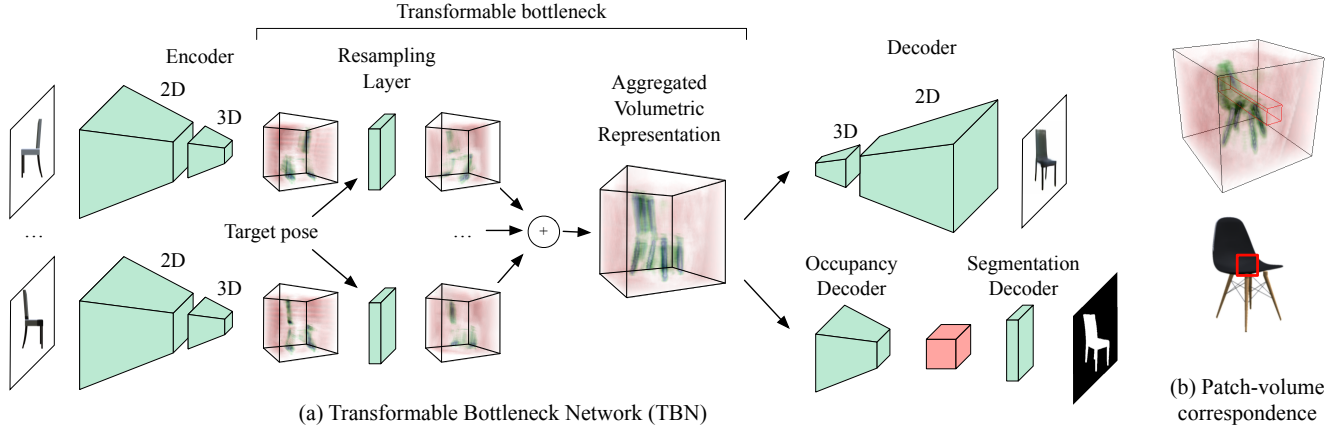 Transformable bottleneck
Encoder
2D
3D
Resampling
Layer
Aggregated
Volumetric
Representation
Decoder
3D
2D
...
Target pose
...
+
2D
3D
Occupancy
Decoder
Segmentation
Decoder
(a) Transformable Bottleneck Network (TBN)
(b) Patch-volume
correspondence